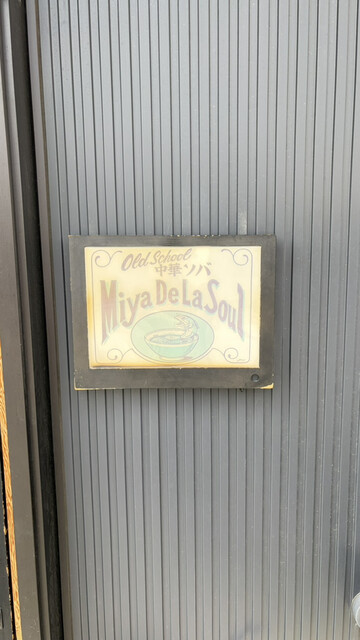 Old School
中華ソバ
Miya De La Soul